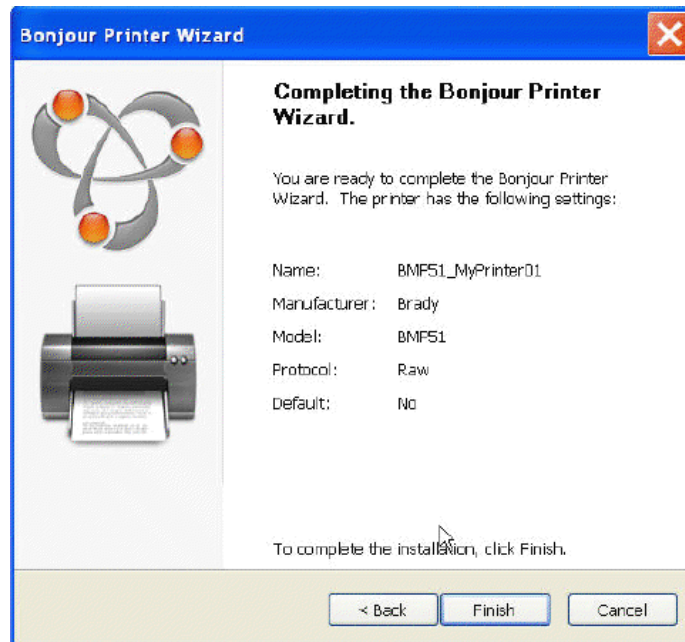 Bonjour Printer Wizard
Completing the Bonjour Printer
Wizard.
You are ready to complete the Bonjour Printer
Wizard. The printer has the following settings:
Name: BMP51_MyPrinter01
Manufacturer: Brady
Model: BMP51
Protocol: Raw
Default: No
To complete the installation, click Finish.
< Back Finish Cancel